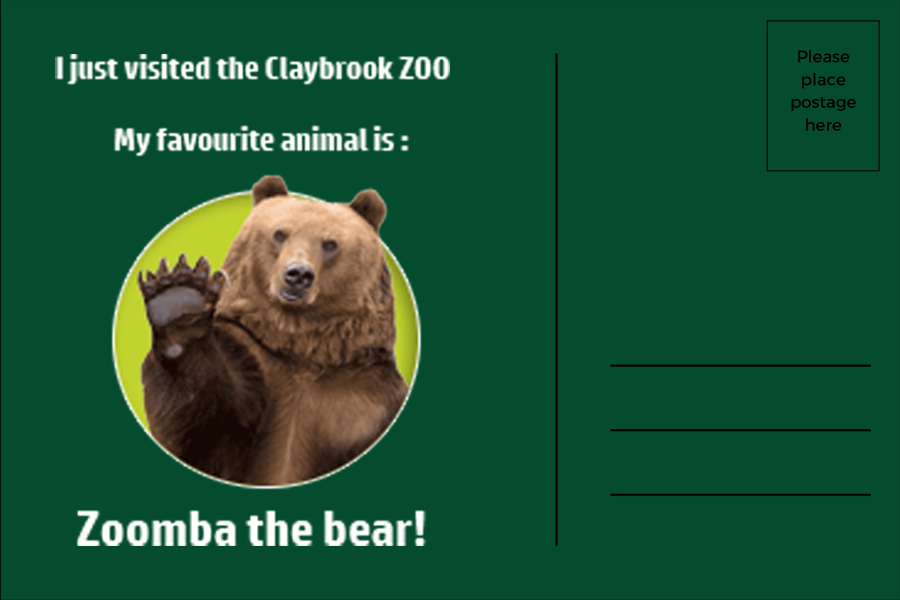 I just visited the Claybrook ZOO
My favourite animal is :
Zoomba the bear!
Please
place
postage
here